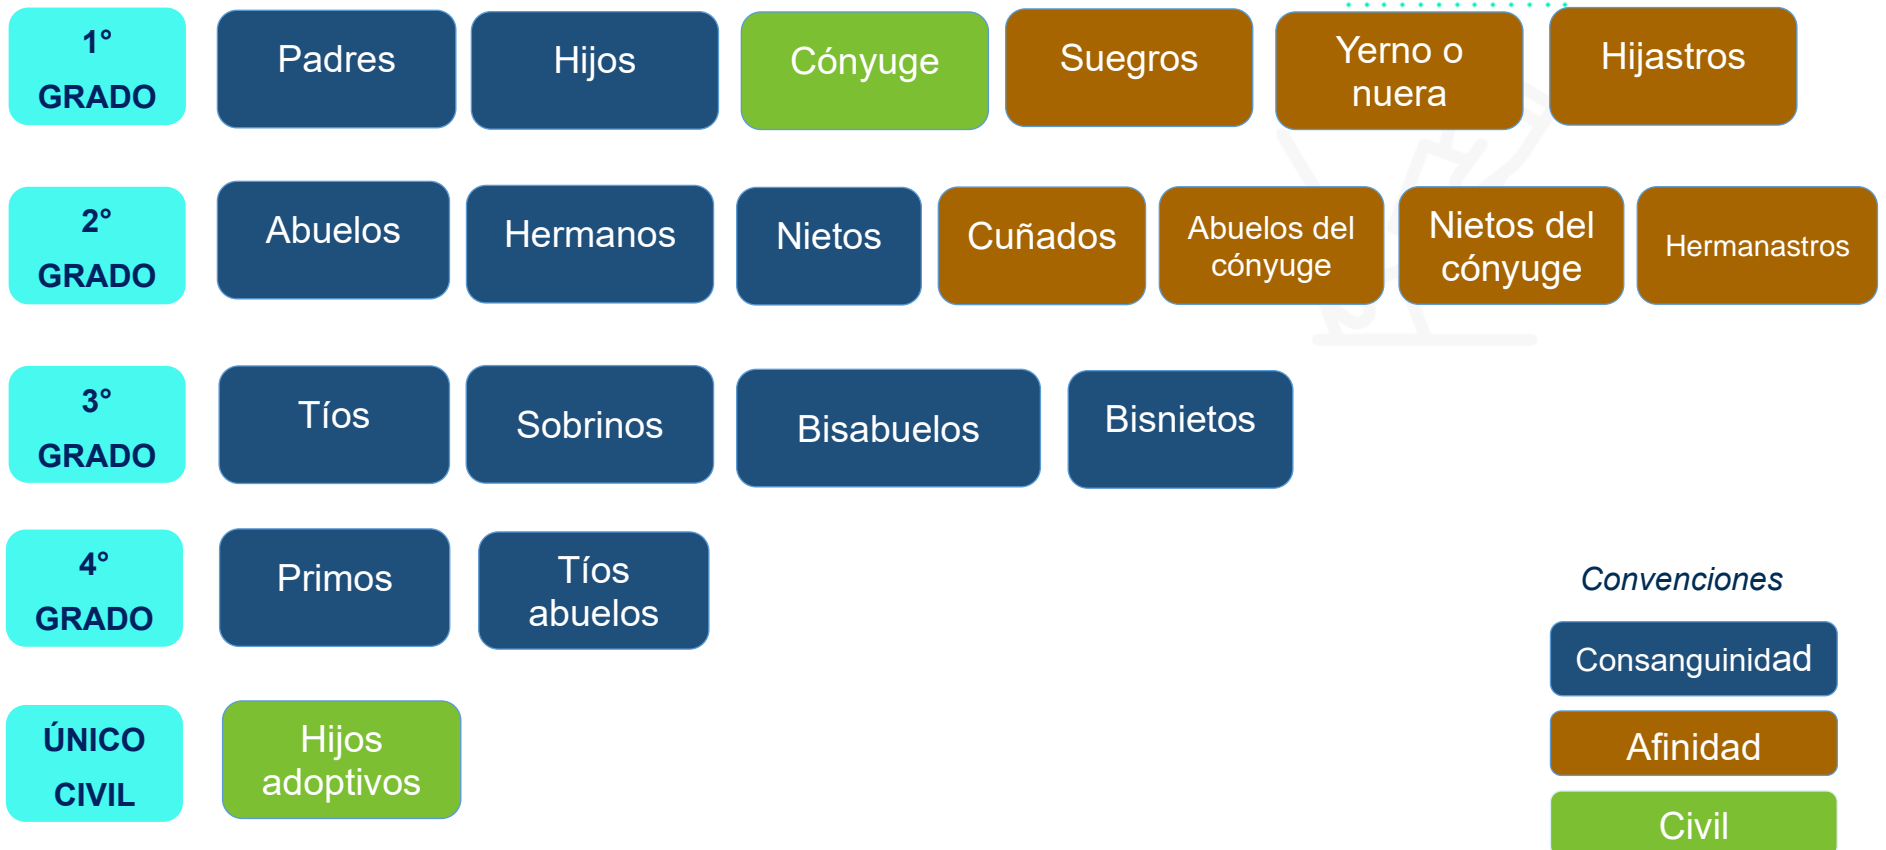 1°
GRADO
Padres
Hijos
Cónyuge
Suegros
Yerno o
nuera
Hijastros
2°
GRADO
Abuelos
Hermanos
Nietos
Cuñados
Abuelos del
cónyuge
Nietos del
cónyuge
Hermanastros
3°
GRADO
Tíos
Sobrinos
Bisabuelos
Bisnietos
4°
GRADO
Primos
Tíos
abuelos
ÚNICO
CIVIL
Hijos
adoptivos
Convenciones
Consanguinidad
Afinidad
Civil